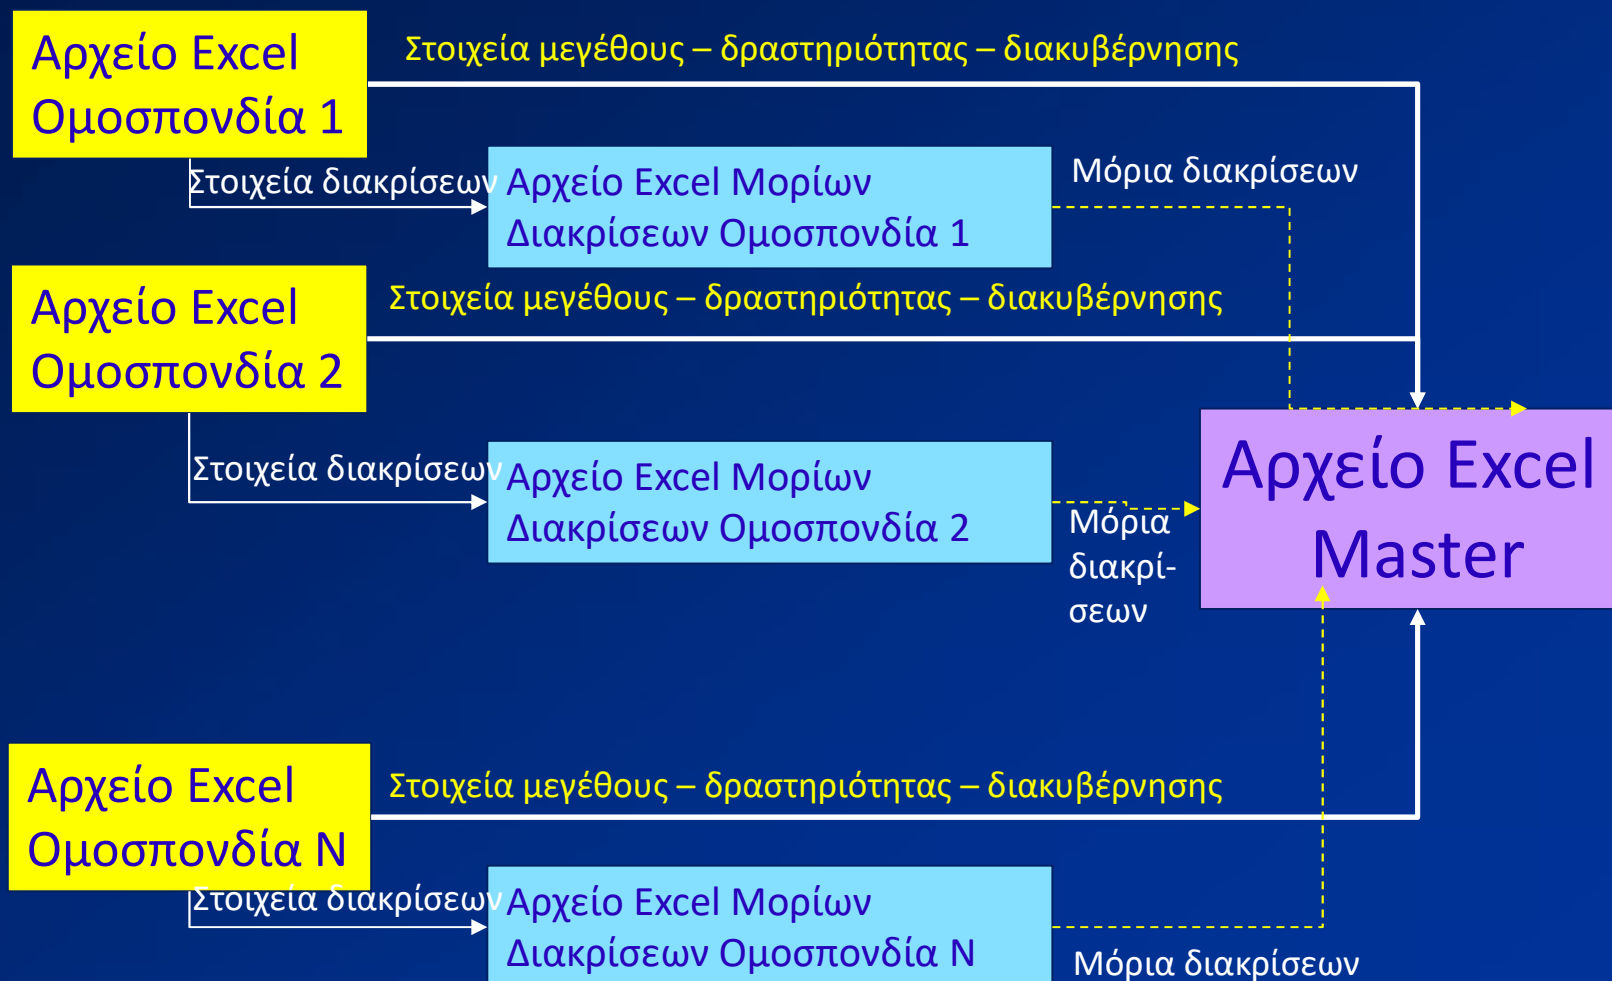 Αρχείο Excel
Ομοσπονδία 1
Στοιχεία μεγέθους – δραστηριότητας – διακυβέρνησης
Στοιχεία διακρίσεων
Αρχείο Excel Μορίων
Διακρίσεων Ομοσπονδία 1
Μόρια διακρίσεων
Αρχείο Excel
Ομοσπονδία 2
Στοιχεία μεγέθους – δραστηριότητας – διακυβέρνησης
Στοιχεία διακρίσεων
Αρχείο Excel Μορίων
Διακρίσεων Ομοσπονδία 2
Μόρια
διακρί-
σεων
Αρχείο Excel
Master
Αρχείο Excel
Ομοσπονδία Ν
Στοιχεία μεγέθους – δραστηριότητας – διακυβέρνησης
Στοιχεία διακρίσεων
Αρχείο Excel Μορίων
Διακρίσεων Ομοσπονδία Ν
Μόρια διακρίσεων